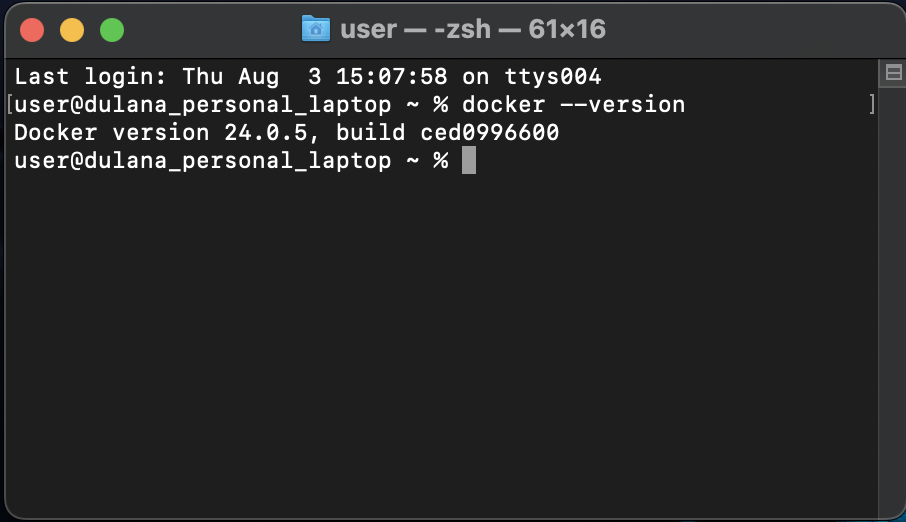 user — -zsh — 61×16
Last login: Thu Aug  3 15:07:58 on ttys004
[user@dulana_personal_laptop ~ % docker --version ]
Docker version 24.0.5, build ced0996600
user@dulana_personal_laptop ~ %